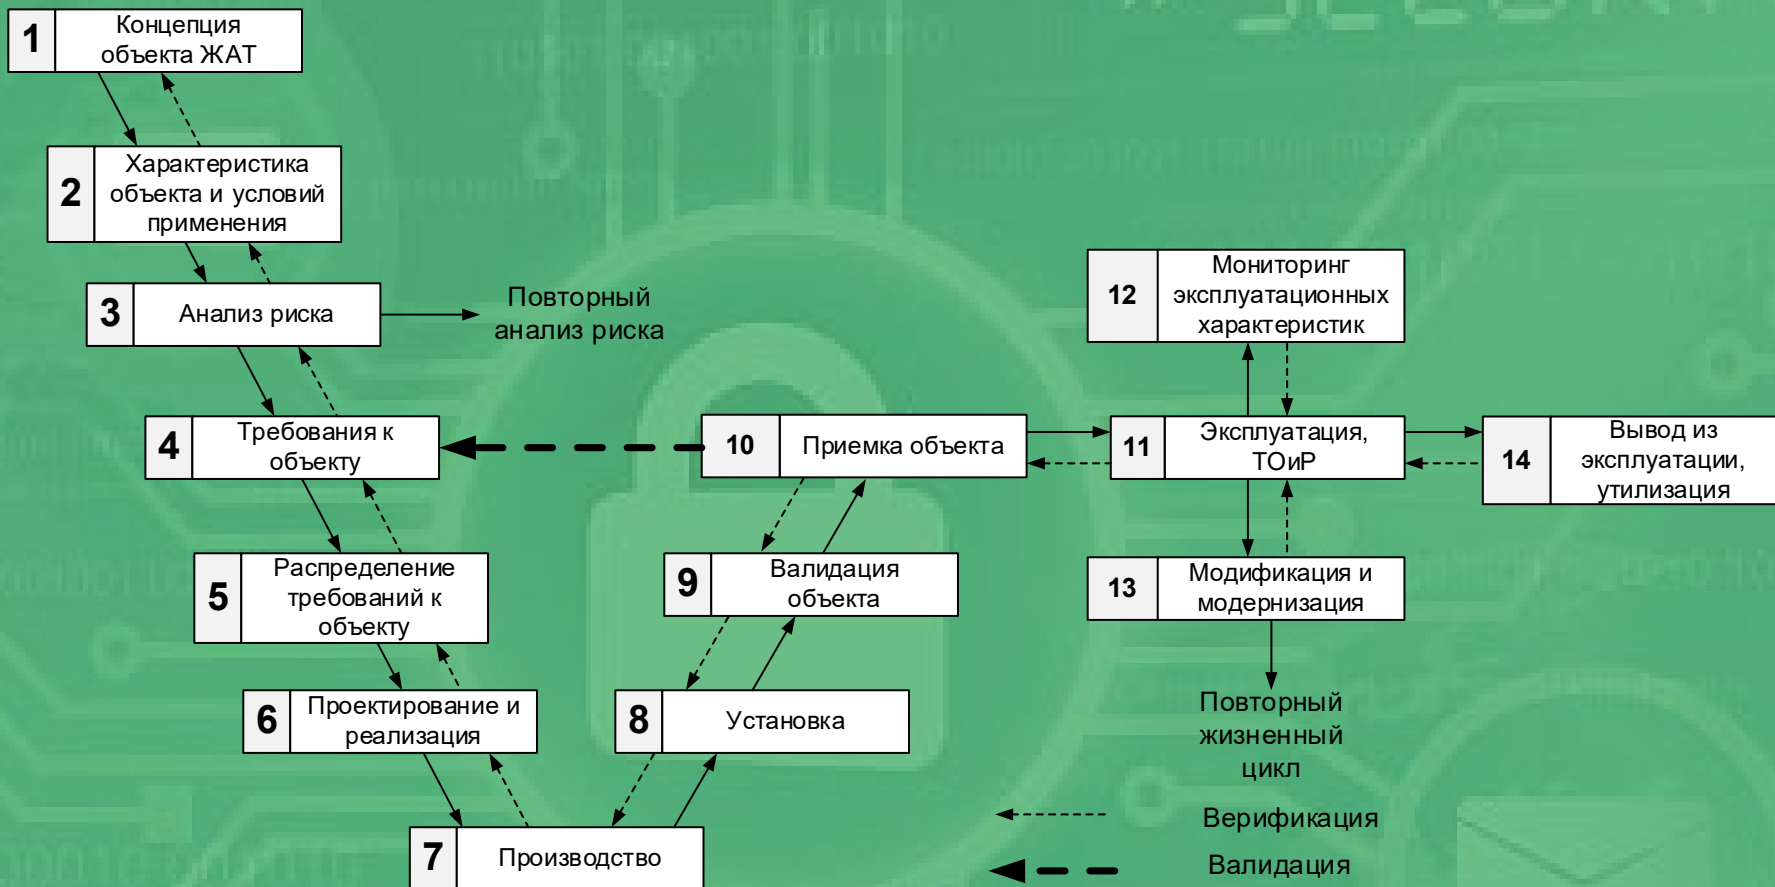 1
Концепция
объекта ЖАТ
2
Характеристика
объекта и условий
применения
3
Анализ риска
Повторный
анализ риска
4
Требования к
объекту
5
Распределение
требований к
объекту
6
Проектирование и
реализация
7
Производство
8
Установка
9
Валидация
объекта
10
Приемка объекта
11
Эксплуатация,
ТОиР
12
Мониторинг
эксплуатационных
характеристик
13
Модификация и
модернизация
Повторный
жизненный
цикл
14
Вывод из
эксплуатации,
утилизация
Верификация
Валидация